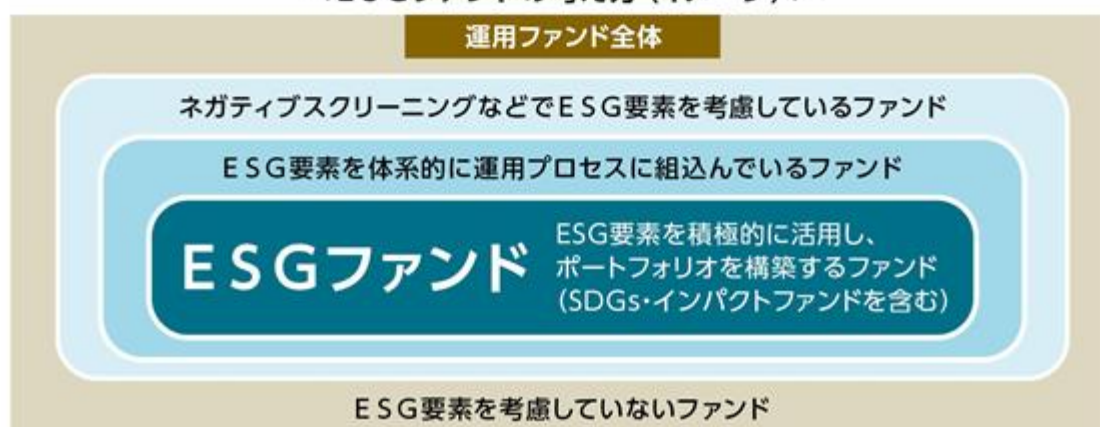 運用ファンド全体
ネガティブスクリーニングなどでESG要素を考慮しているファンド
ESG要素を体系的に運用プロセスに組込んでいるファンド
ESGファンド
ESG要素を積極的に活用し、
ポートフォリオを構築するファンド
(SDGs・インパクトファンドを含む)
ESG要素を考慮していないファンド